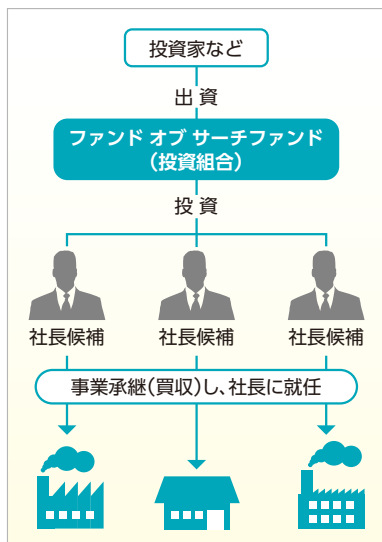 投資家など
出 資
ファンド オブ サーチファンド
(投資組合)
投 資
社長候補
社長候補
社長候補
事業承継(買収)し、社長に就任